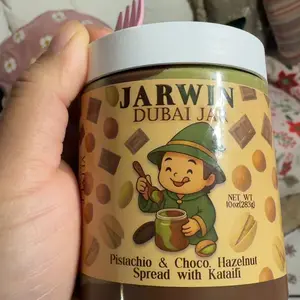 JARWIN
DUBAI JAR
NET WT
10oz(283g)
Pistachio & Choco. Hazelnut
Spread with Kataifi